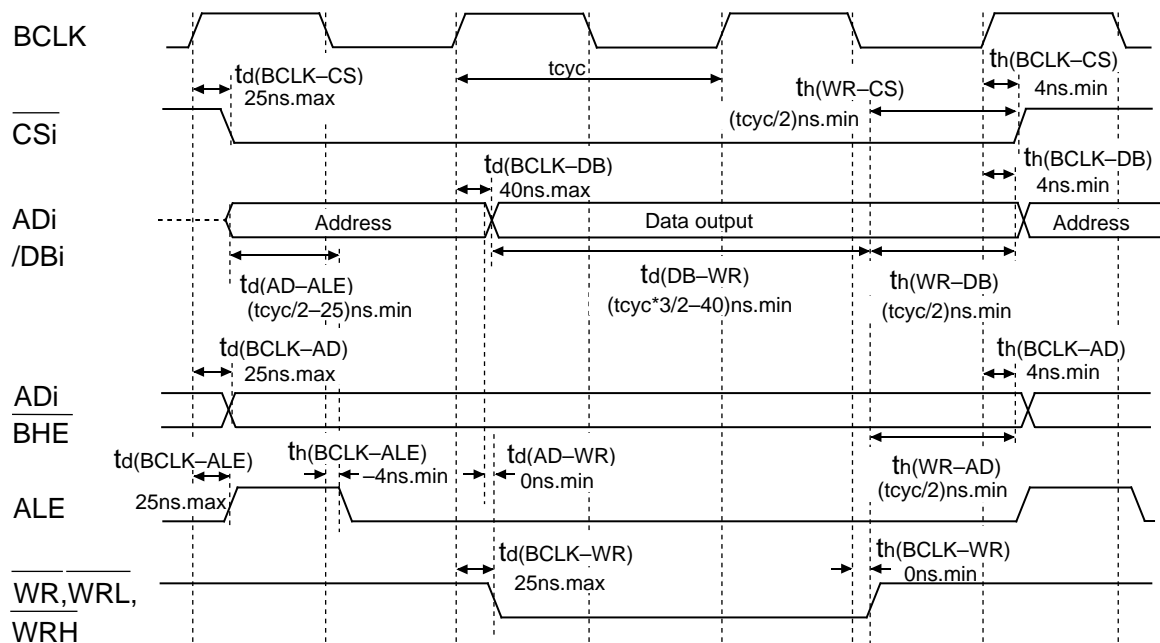 BCLK
td(BCLK–CS)
25ns.max
tcyc
th(WR–CS)
(tcyc/2)ns.min
th(BCLK–CS)
4ns.min
CSi
td(BCLK–DB)
40ns.max
th(BCLK–DB)
4ns.min
ADi
/DBi
Address
Data output
Address
td(AD–ALE)
(tcyc/2–25)ns.min
td(DB–WR)
(tcyc*3/2–40)ns.min
th(WR–DB)
(tcyc/2)ns.min
td(BCLK–AD)
25ns.max
th(BCLK–AD)
4ns.min
ADi
BHE
td(BCLK–ALE)
25ns.max
th(BCLK–ALE)
–4ns.min
td(AD–WR)
0ns.min
th(WR–AD)
(tcyc/2)ns.min
ALE
td(BCLK–WR)
25ns.max
th(BCLK–WR)
0ns.min
WR,WRL,
WRH